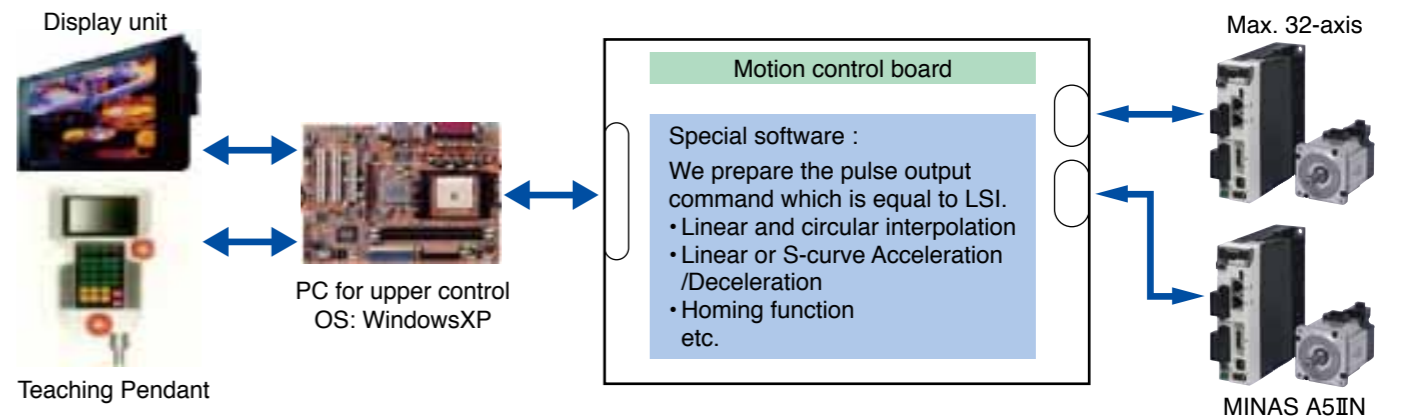 Display unit
Teaching Pendant
PC for upper control
OS: WindowsXP
Motion control board
Special software :
We prepare the pulse output
command which is equal to LSI.
・Linear and circular interpolation
・Linear or S-curve Acceleration
/Deceleration
・Homing function
etc.
Max. 32-axis
MINAS A5ⅡN